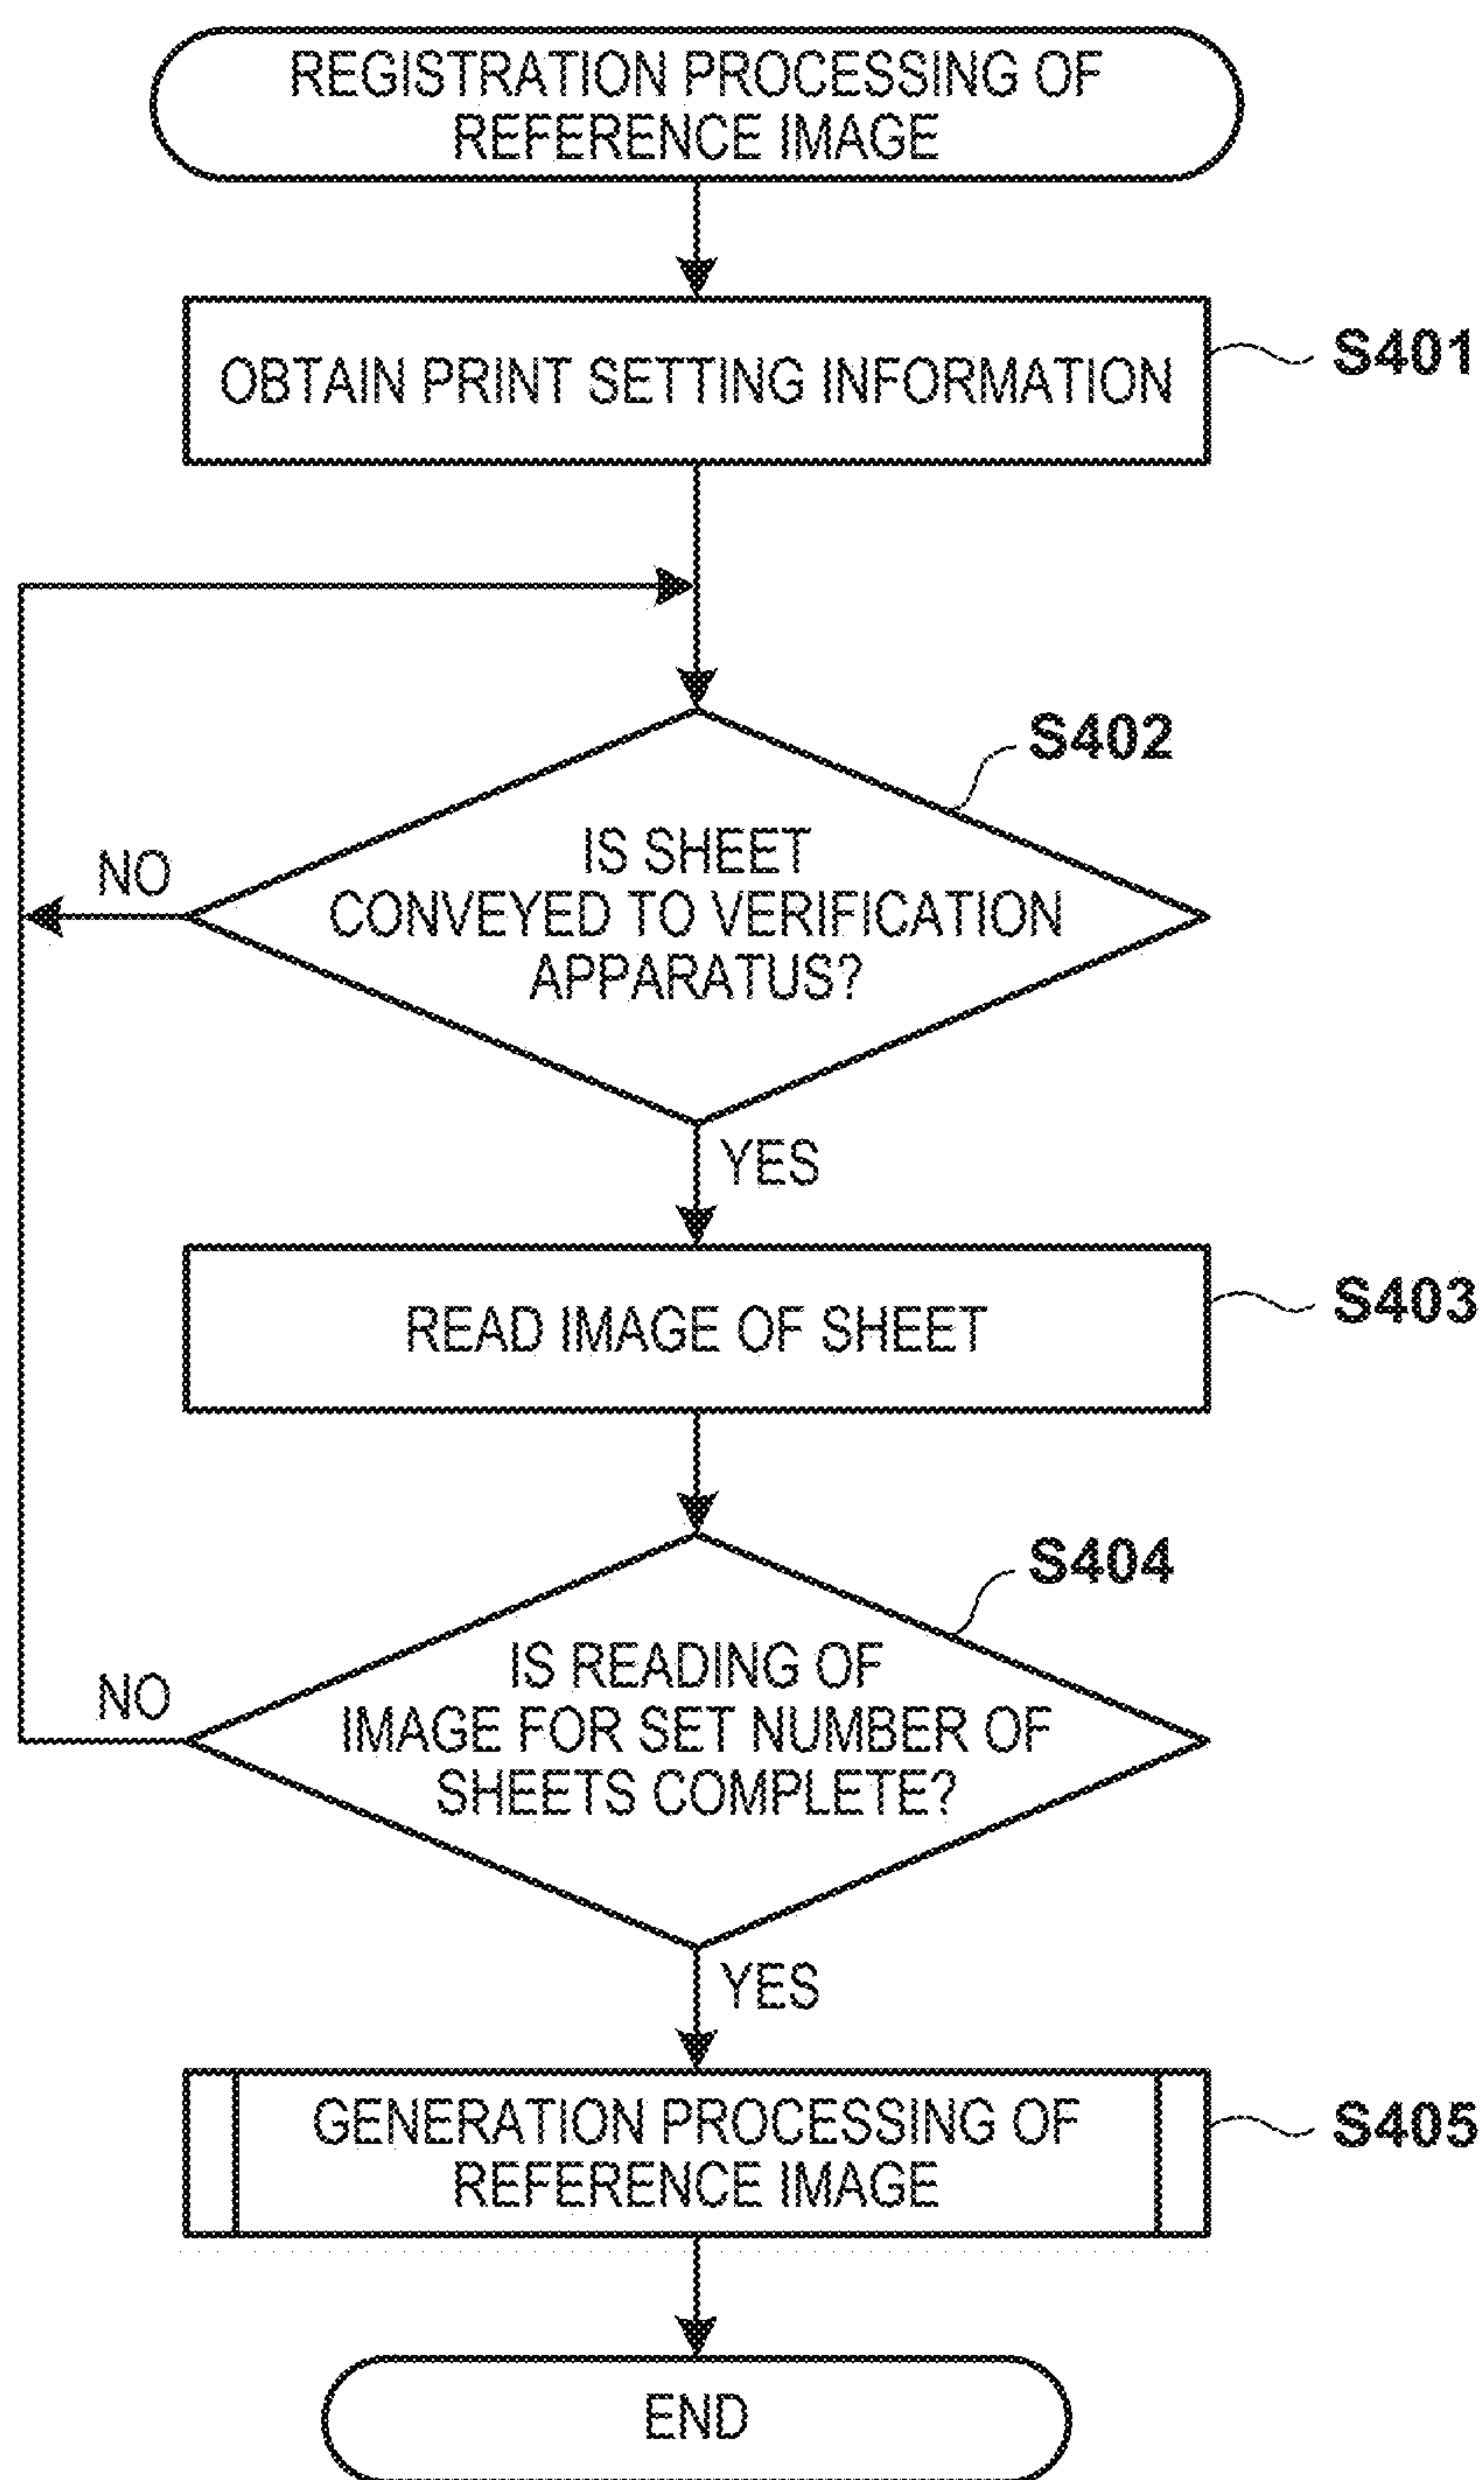 REGISTRATION PROCESSING OF
REFERENCE IMAGE
OBTAIN PRINT SETTING INFORMATION
S401
S402
IS SHEET
CONVEYED TO VERIFICATION
APPARATUS?
NO
YES
READ IMAGE OF SHEET
S403
S404
IS READING OF
IMAGE FOR SET NUMBER OF
SHEETS COMPLETE?
NO
YES
GENERATION PROCESSING OF
REFERENCE IMAGE
S405
END